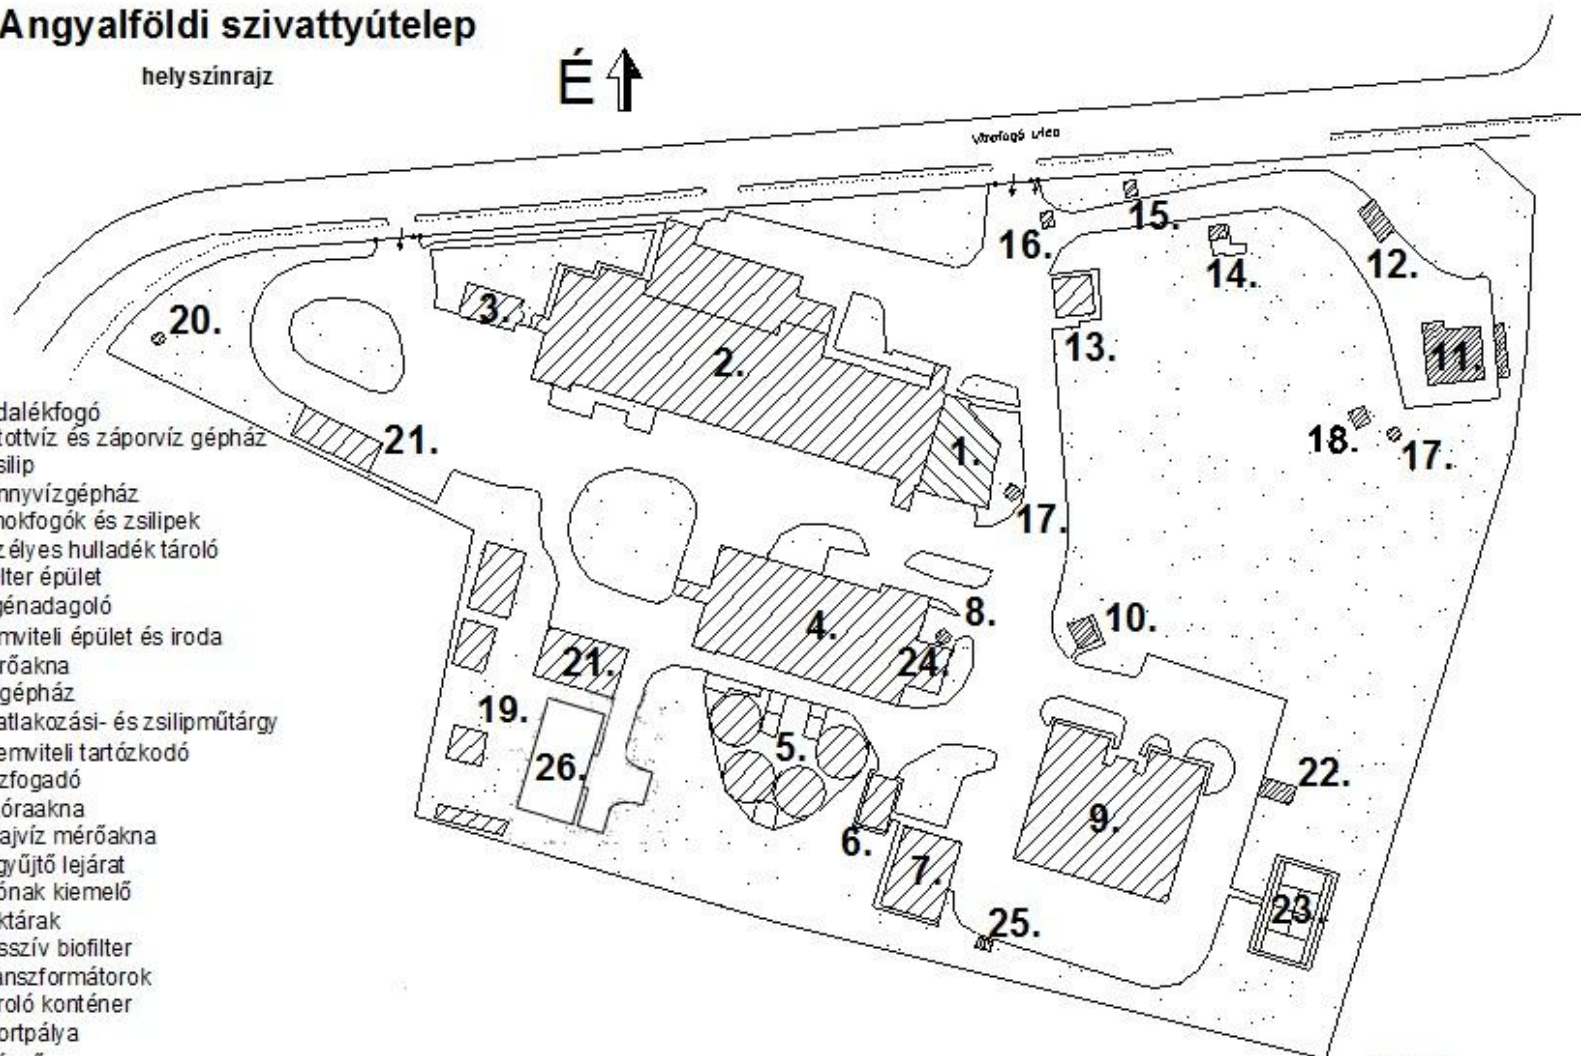 Angyalföldi szivattyútelep
helyszínrajz
É
20.
3.
2.
16.
15.
14.
12.
13.
11.
18.
17.
21.
1.
17.
dalékfogó
tottvíz és záporvíz gépház
silip
nnyvízgépház
nokfogók és zsilipek
zélyes hulladék tároló
lter épület
génadagoló
mviteli épület és iroda
rőakna
gépház
atlakozási- és zsilipműtárgy
emviteli tartózkodó
zfogadó
óraakna
ajvíz mérőakna
gyűjtő lejárat
ónak kiemelő
ktárak
sszív biofilter
anszformátorok
roló konténer
ortpálya
4.
8.
24.
10.
21.
19.
26.
5.
6.
7.
9.
22.
23.
25.